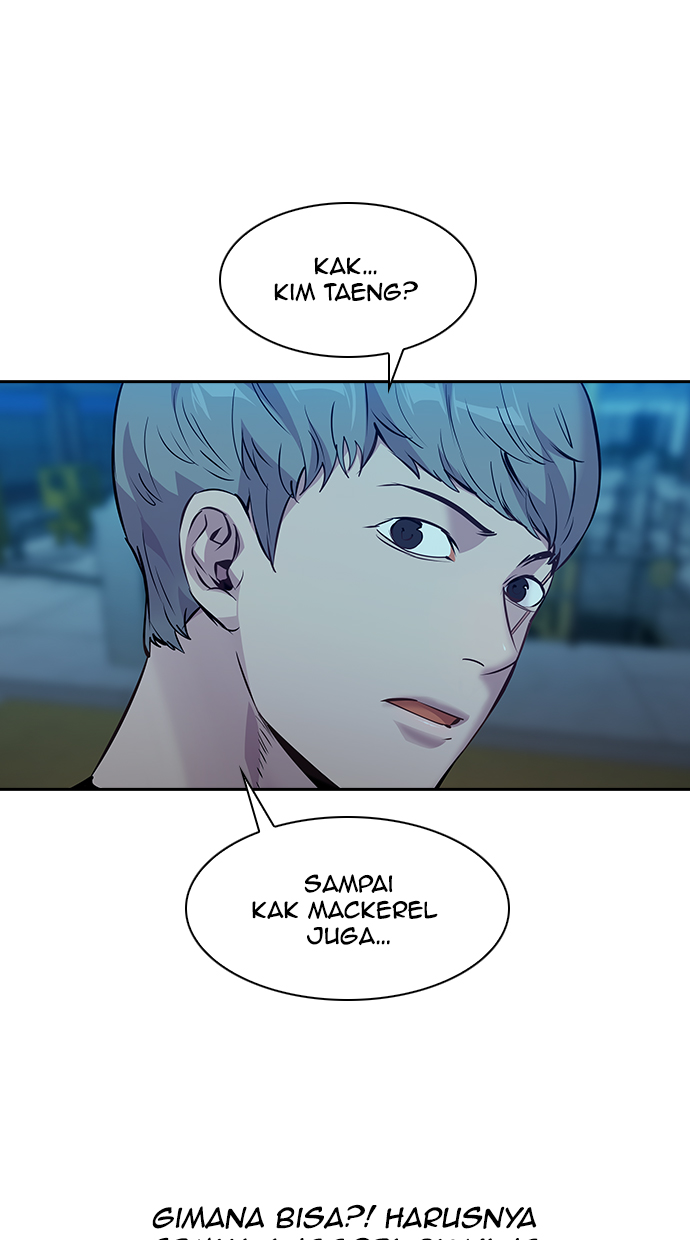 KAK...
KIM TAENG?
SAMPAI
KAK MACKEREL
JUGA...
GIMANA BISA?! HARUSNYA